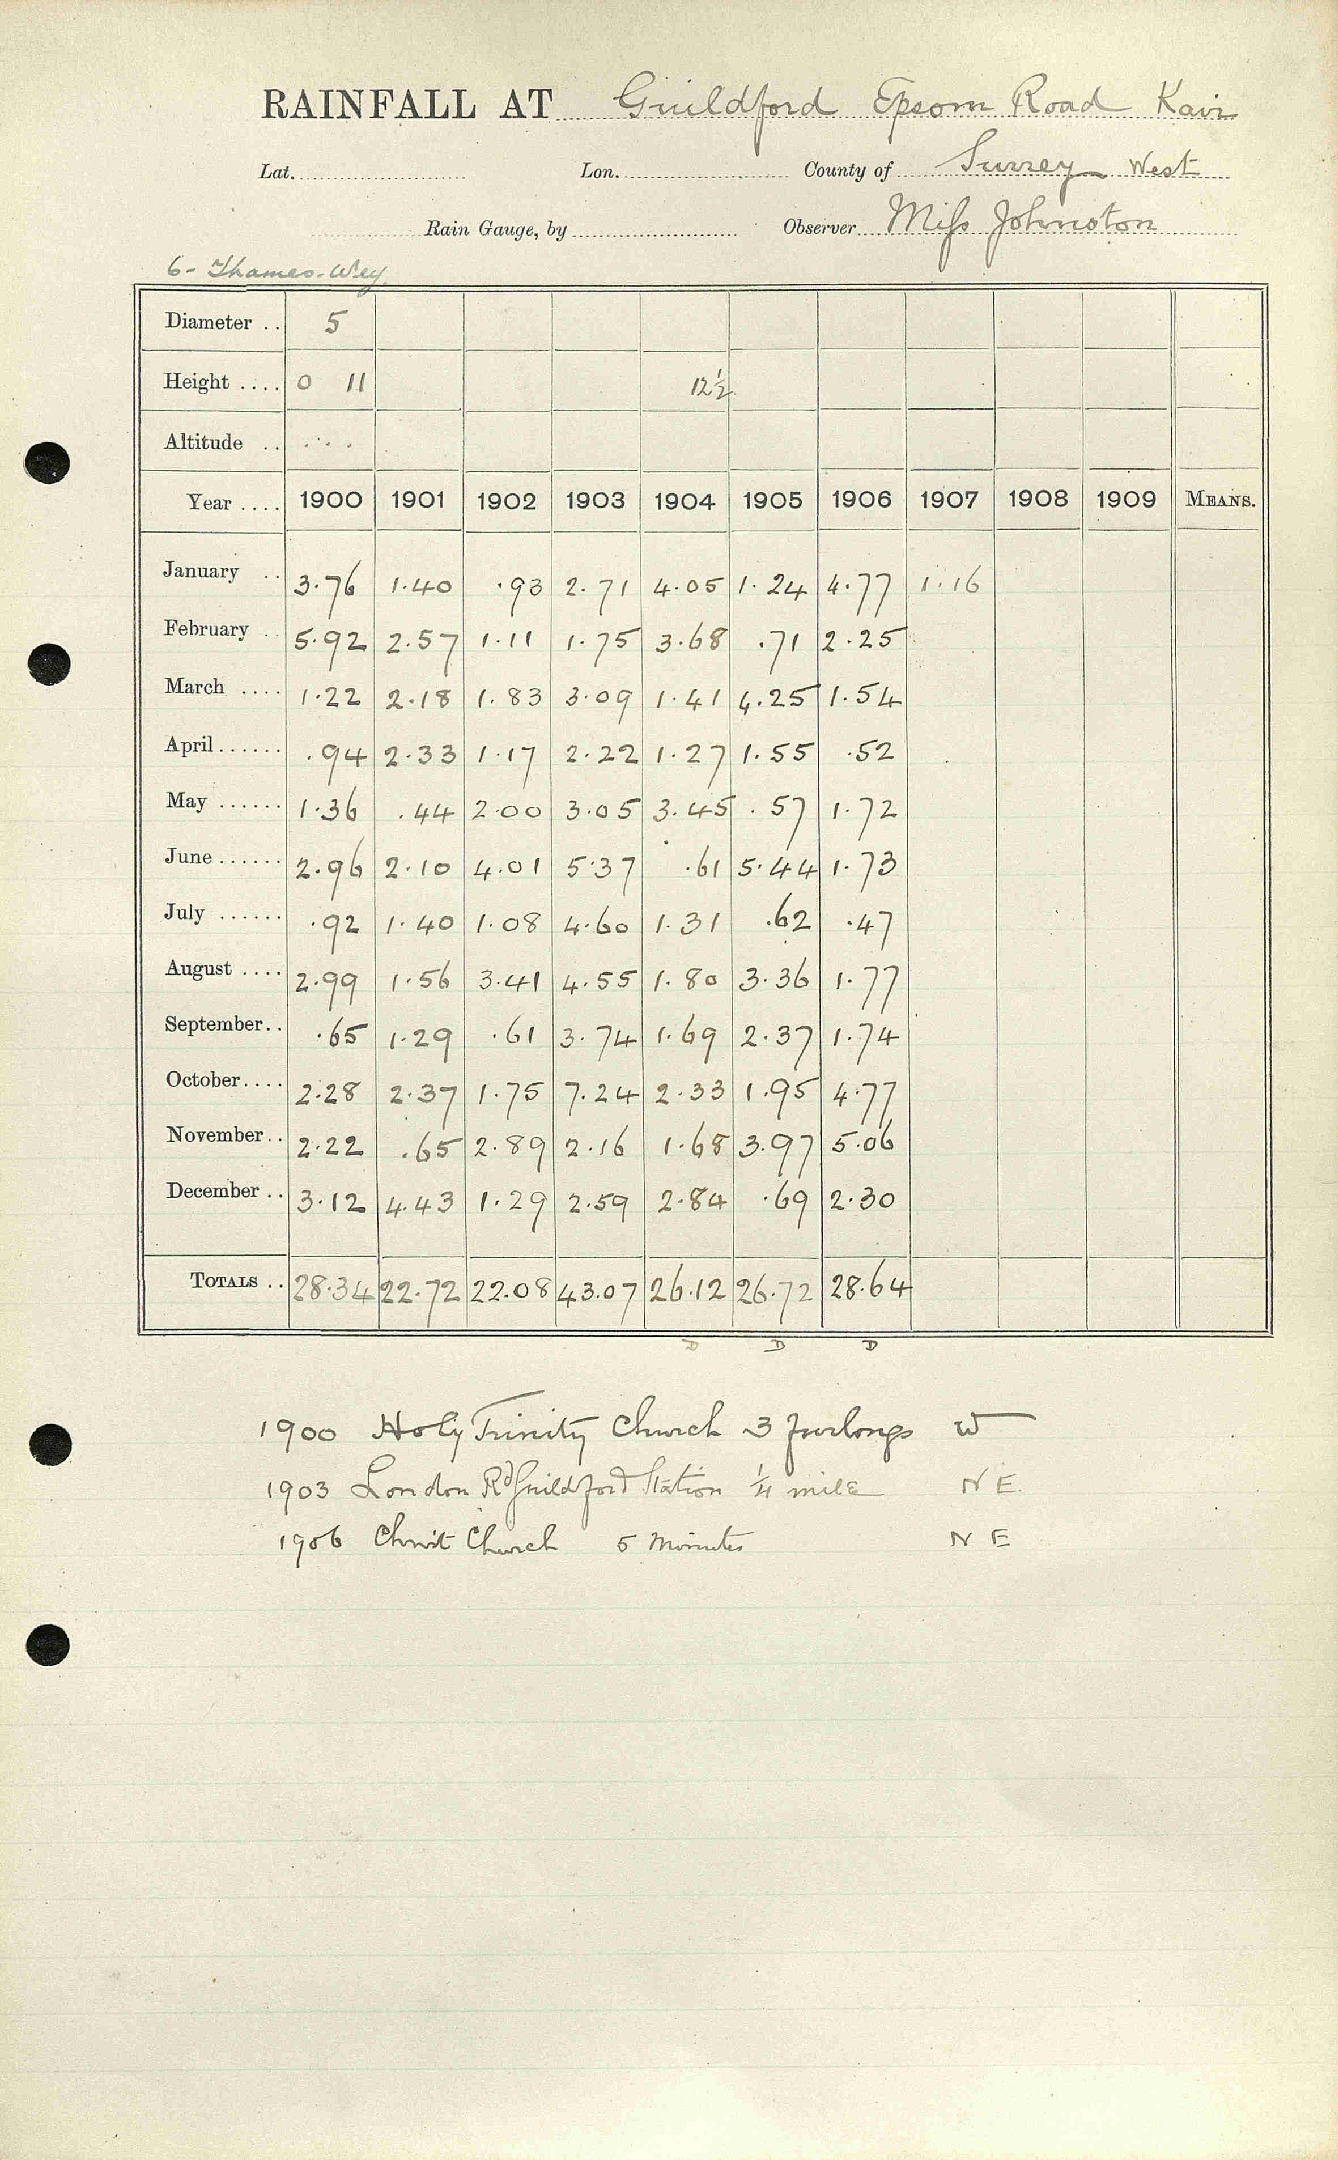 RAINFALL AT Guildford Epsom Road
Lat. Lon. County of Surrey West
Rain Gauge, by Observer Miss Johnston
6 - Thames - Wey
Diameter .. 5
Height .... 0 11 12½
Altitude ..
Year .... 1900 1901 1902 1903 1904 1905 1906 1907 1908 1909 MEANS.
January .. 3.76 1.40 .93 2.71 4.05 1.24 4.77 1.16
February .. 5.92 2.57 1.11 1.75 3.68 .71 2.25
March .... 1.22 2.18 1.83 3.09 1.41 4.25 1.54
April...... .94 2.33 1.17 2.22 1.27 1.55 .52
May ...... 1.36 .44 2.00 3.05 3.45 .57 1.72
June...... 2.96 2.10 4.01 5.37 .61 5.44 1.73
July ...... .92 1.40 1.08 4.60 1.31 .62 .47
August .... 2.99 1.56 3.41 4.55 1.80 3.36 1.77
September.. .65 1.29 .61 3.74 1.69 2.37 1.74
October.... 2.28 2.37 1.75 7.24 2.33 1.95 4.77
November.. 2.22 .65 2.89 2.16 1.68 3.97 5.06
December .. 3.12 4.43 1.29 2.59 2.84 .69 2.30
TOTALS .. 28.34 22.72 22.08 43.07 26.12 26.72 28.64
D D D
1900 Holy Trinity Church 3 furlongs W
1903 London Rd Guildford Station ¼ mile NE
1906 Christ Church 5 minutes NE